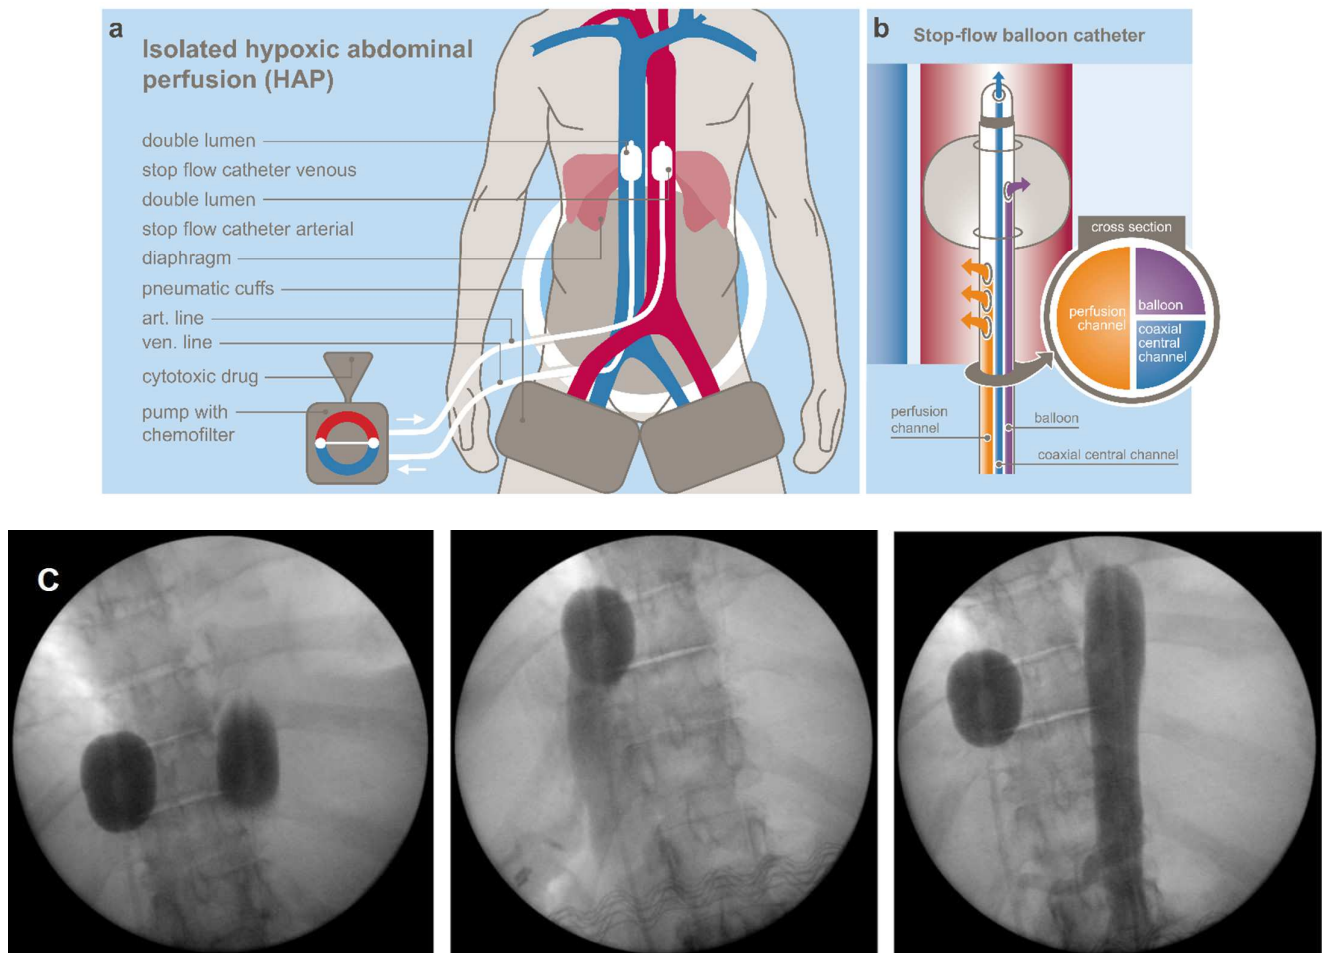 a
Isolated hypoxic abdominal
perfusion (HAP)
double lumen
stop flow catheter venous
double lumen
stop flow catheter arterial
diaphragm
pneumatic cuffs
art. line
ven. line
cytotoxic drug
pump with
chemofilter
b
Stop-flow balloon catheter
cross section
perfusion
channel
balloon
coaxial
central
channel
perfusion
channel
balloon
coaxial central channel
C